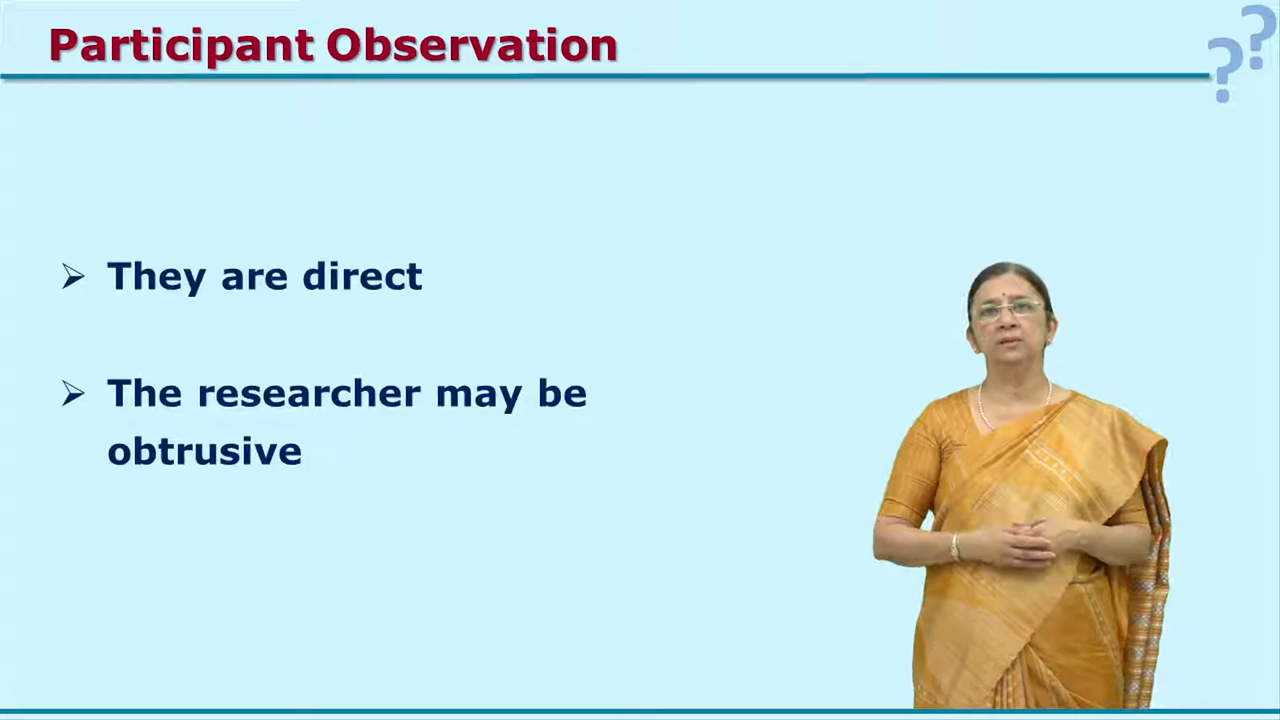 Participant Observation
??
➢ They are direct
➢ The researcher may be
obtrusive